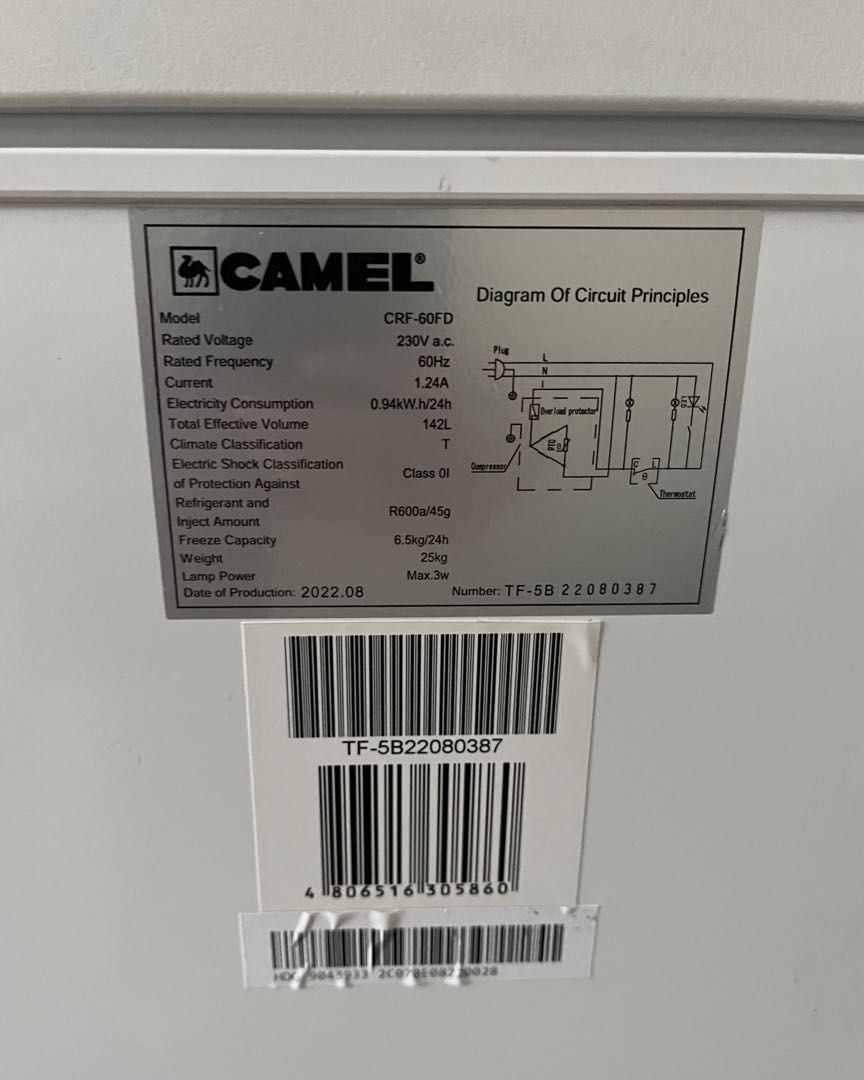 CAMEL®
Model CRF-60FD
Rated Voltage 230V a.c.
Rated Frequency 60Hz
Current 1.24A
Electricity Consumption 0.94kW.h/24h
Total Effective Volume 142L
Climate Classification T
Electric Shock Classification
of Protection Against Class 0I
Refrigerant and
Inject Amount R600a/45g
Freeze Capacity 6.5kg/24h
Weight 25kg
Lamp Power Max.3w
Date of Production: 2022.08
Number: TF-5B 22080387
Diagram Of Circuit Principles
Plug
L
N
Overload protector
PTC
Compressor
C L
θ
Thermostat
TF-5B22080387
4 806516 305860